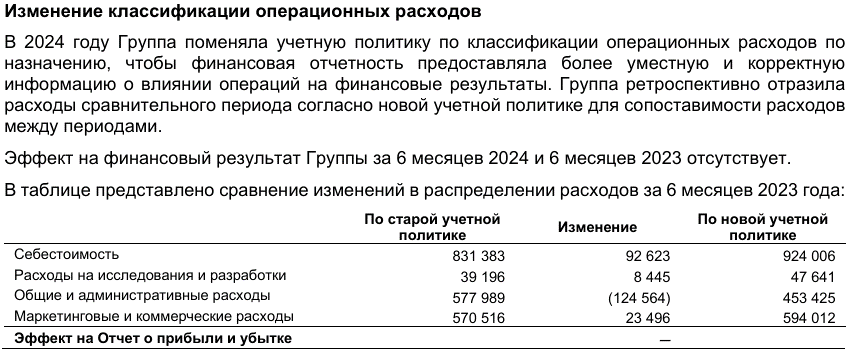 Изменение классификации операционных расходов
В 2024 году Группа поменяла учетную политику по классификации операционных расходов по
назначению, чтобы финансовая отчетность предоставляла более уместную и корректную
информацию о влиянии операций на финансовые результаты. Группа ретроспективно отразила
расходы сравнительного периода согласно новой учетной политике для сопоставимости расходов
между периодами.
Эффект на финансовый результат Группы за 6 месяцев 2024 и 6 месяцев 2023 отсутствует.
В таблице представлено сравнение изменений в распределении расходов за 6 месяцев 2023 года:
По старой учетной политике Изменение По новой учетной политике
Себестоимость 831 383 92 623 924 006
Расходы на исследования и разработки 39 196 8 445 47 641
Общие и административные расходы 577 989 (124 564) 453 425
Маркетинговые и коммерческие расходы 570 516 23 496 594 012
Эффект на Отчет о прибыли и убытке —